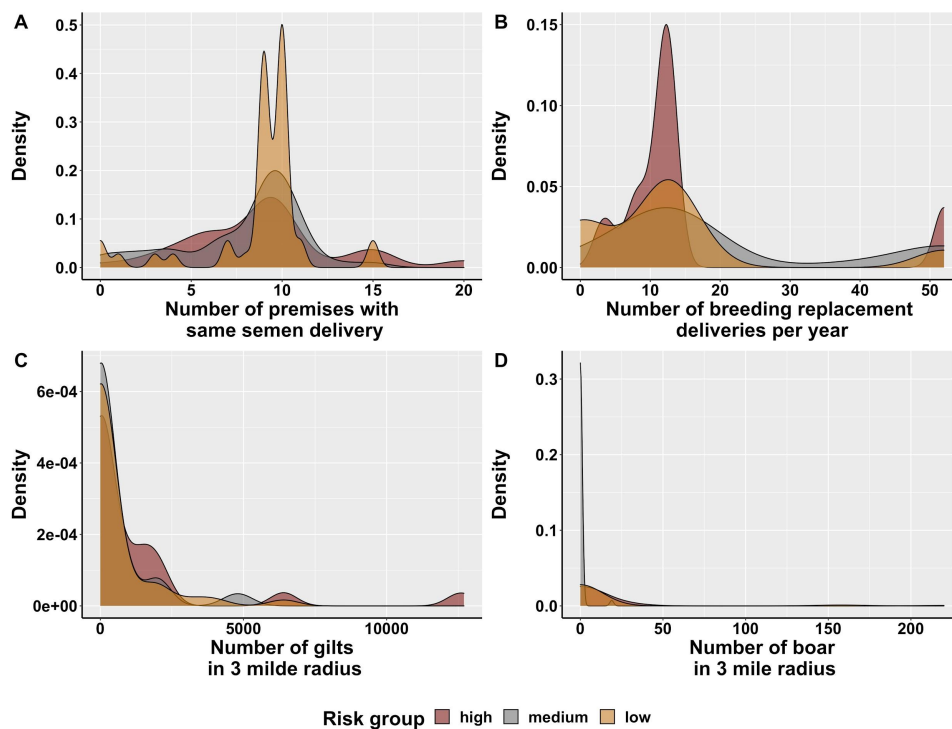 A
0.5
0.4
0.3
0.2
0.1
0.0
Density
0 5 10 15 20
Number of premises with
same semen delivery
B
0.15
0.10
0.05
0.00
Density
0 10 20 30 40 50
Number of breeding replacement
deliveries per year
C
6e-04
4e-04
2e-04
0e+00
Density
0 5000 10000
Number of gilts
in 3 milde radius
D
0.3
0.2
0.1
0.0
Density
0 50 100 150 200
Number of boar
in 3 mile radius
Risk group high medium low